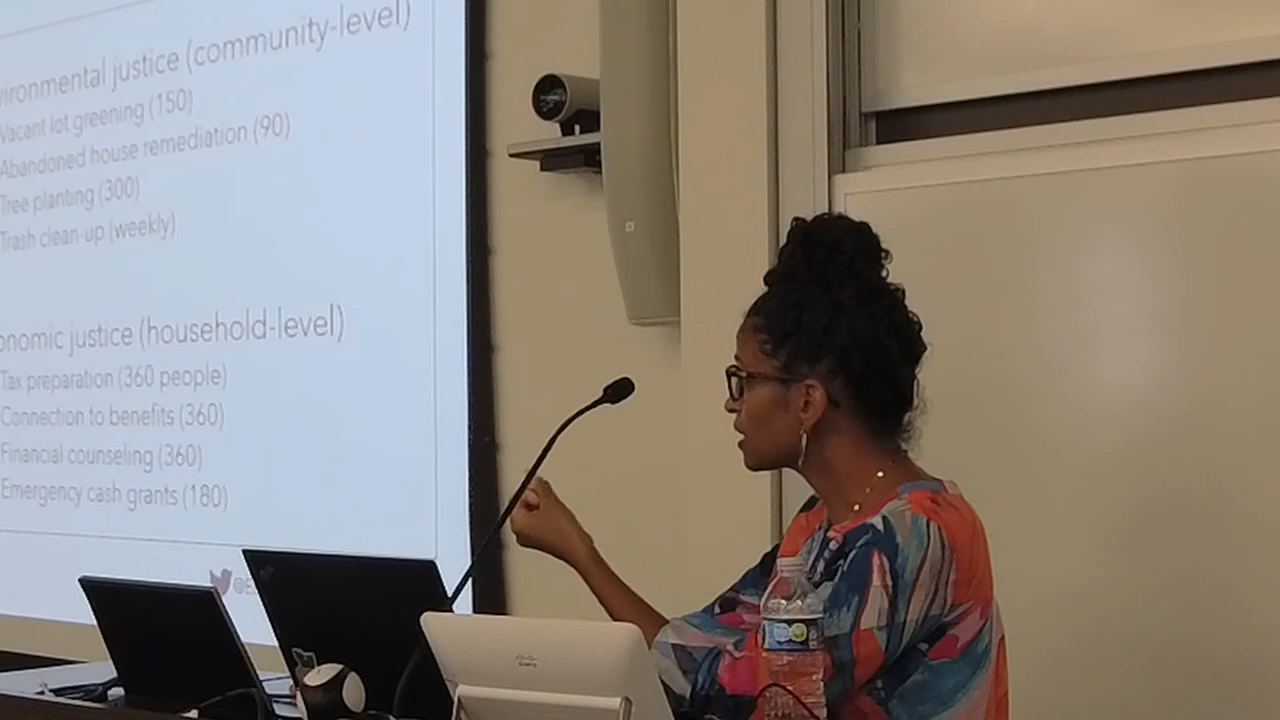 vironmental justice (community-level)
Vacant lot greening (150)
Abandoned house remediation (90)
Tree planting (300)
Trash clean-up (weekly)
onomic justice (household-level)
Tax preparation (360 people)
Connection to benefits (360)
Financial counseling (360)
Emergency cash grants (180)